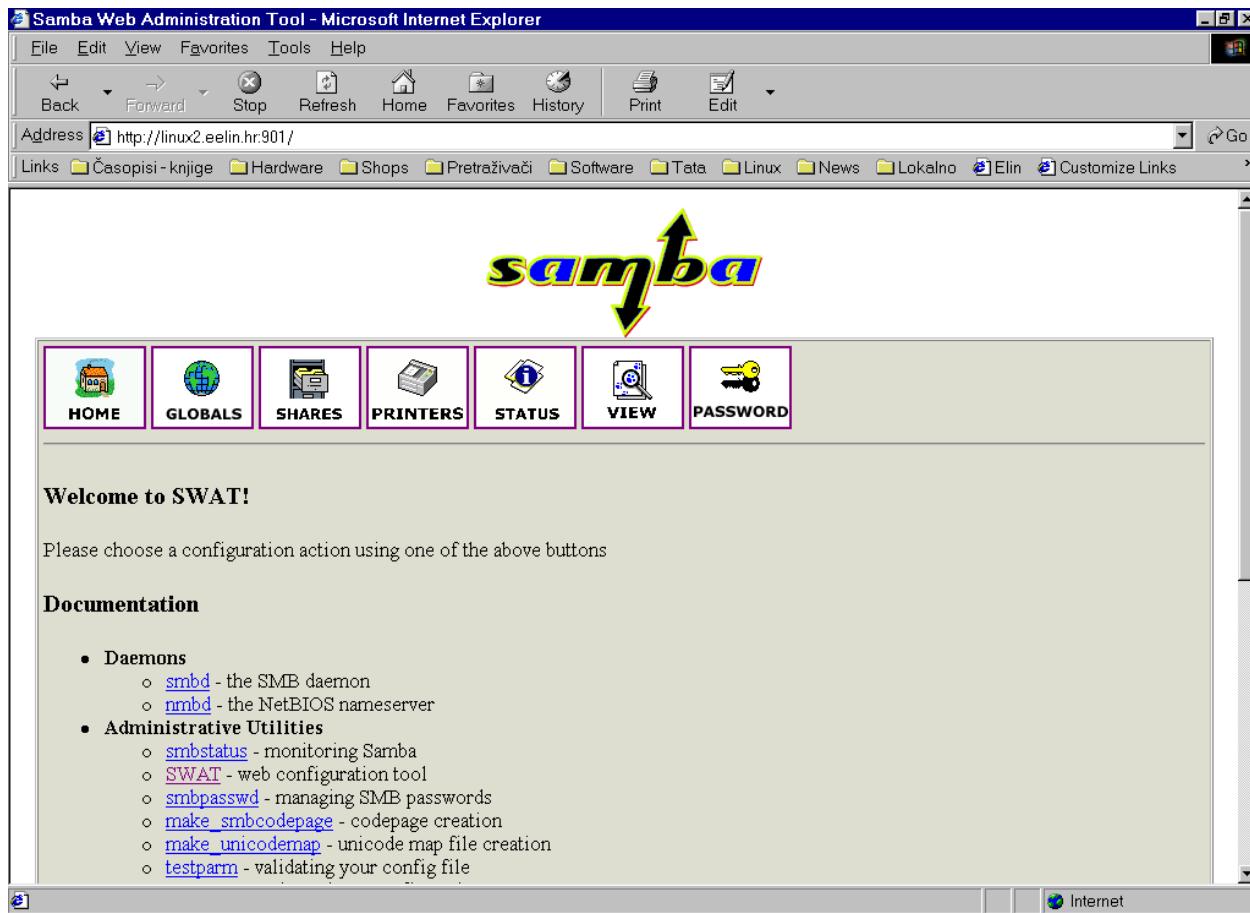 Samba Web Administration Tool - Microsoft Internet Explorer
File Edit View Favorites Tools Help
Back Forward Stop Refresh Home Favorites History Print Edit
Address http://linux2.eelin.hr:901/ Go
Links Časopisi - knjige Hardware Shops Pretraživači Software Tata Linux News Lokalno Elin Customize Links
samba
HOME GLOBALS SHARES PRINTERS STATUS VIEW PASSWORD
Welcome to SWAT!
Please choose a configuration action using one of the above buttons
Documentation
Daemons
smbd - the SMB daemon
nmbd - the NetBIOS nameserver
Administrative Utilities
smbstatus - monitoring Samba
SWAT - web configuration tool
smbpasswd - managing SMB passwords
make_smbcodepage - codepage creation
make_unicodemap - unicode map file creation
testparm - validating your config file
Internet